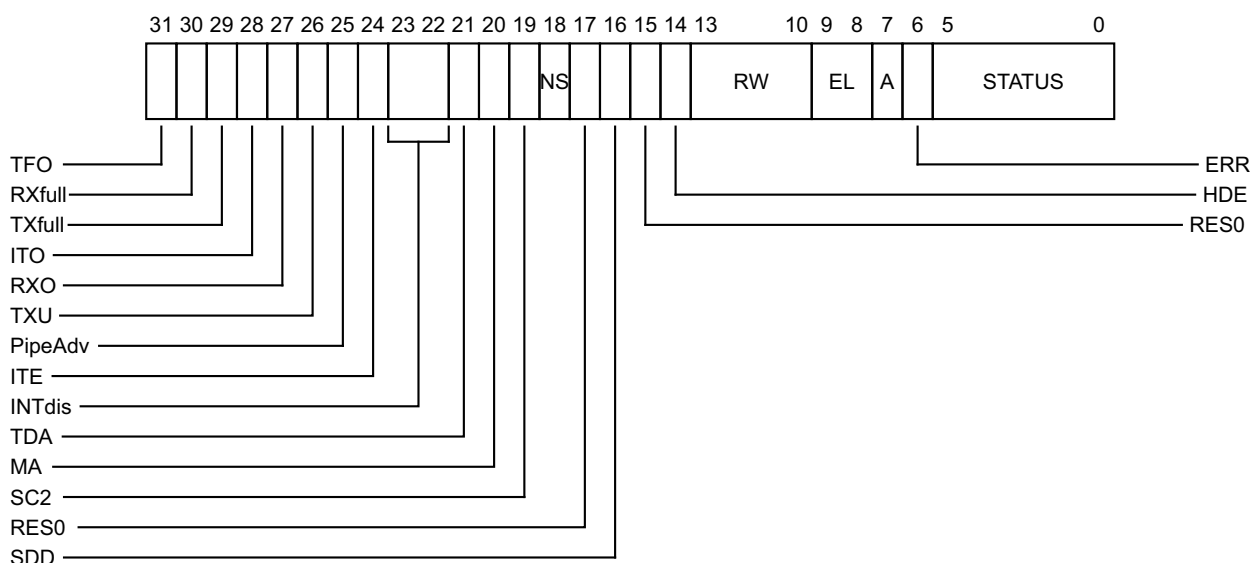 31 30 29 28 27 26 25 24 23 22 21 20 19 18 17 16 15 14 13 10 9 8 7 6 5 0
NS RW EL A STATUS
TFO ERR
RXfull HDE
TXfull RES0
ITO
RXO
TXU
PipeAdv
ITE
INTdis
TDA
MA
SC2
RES0
SDD